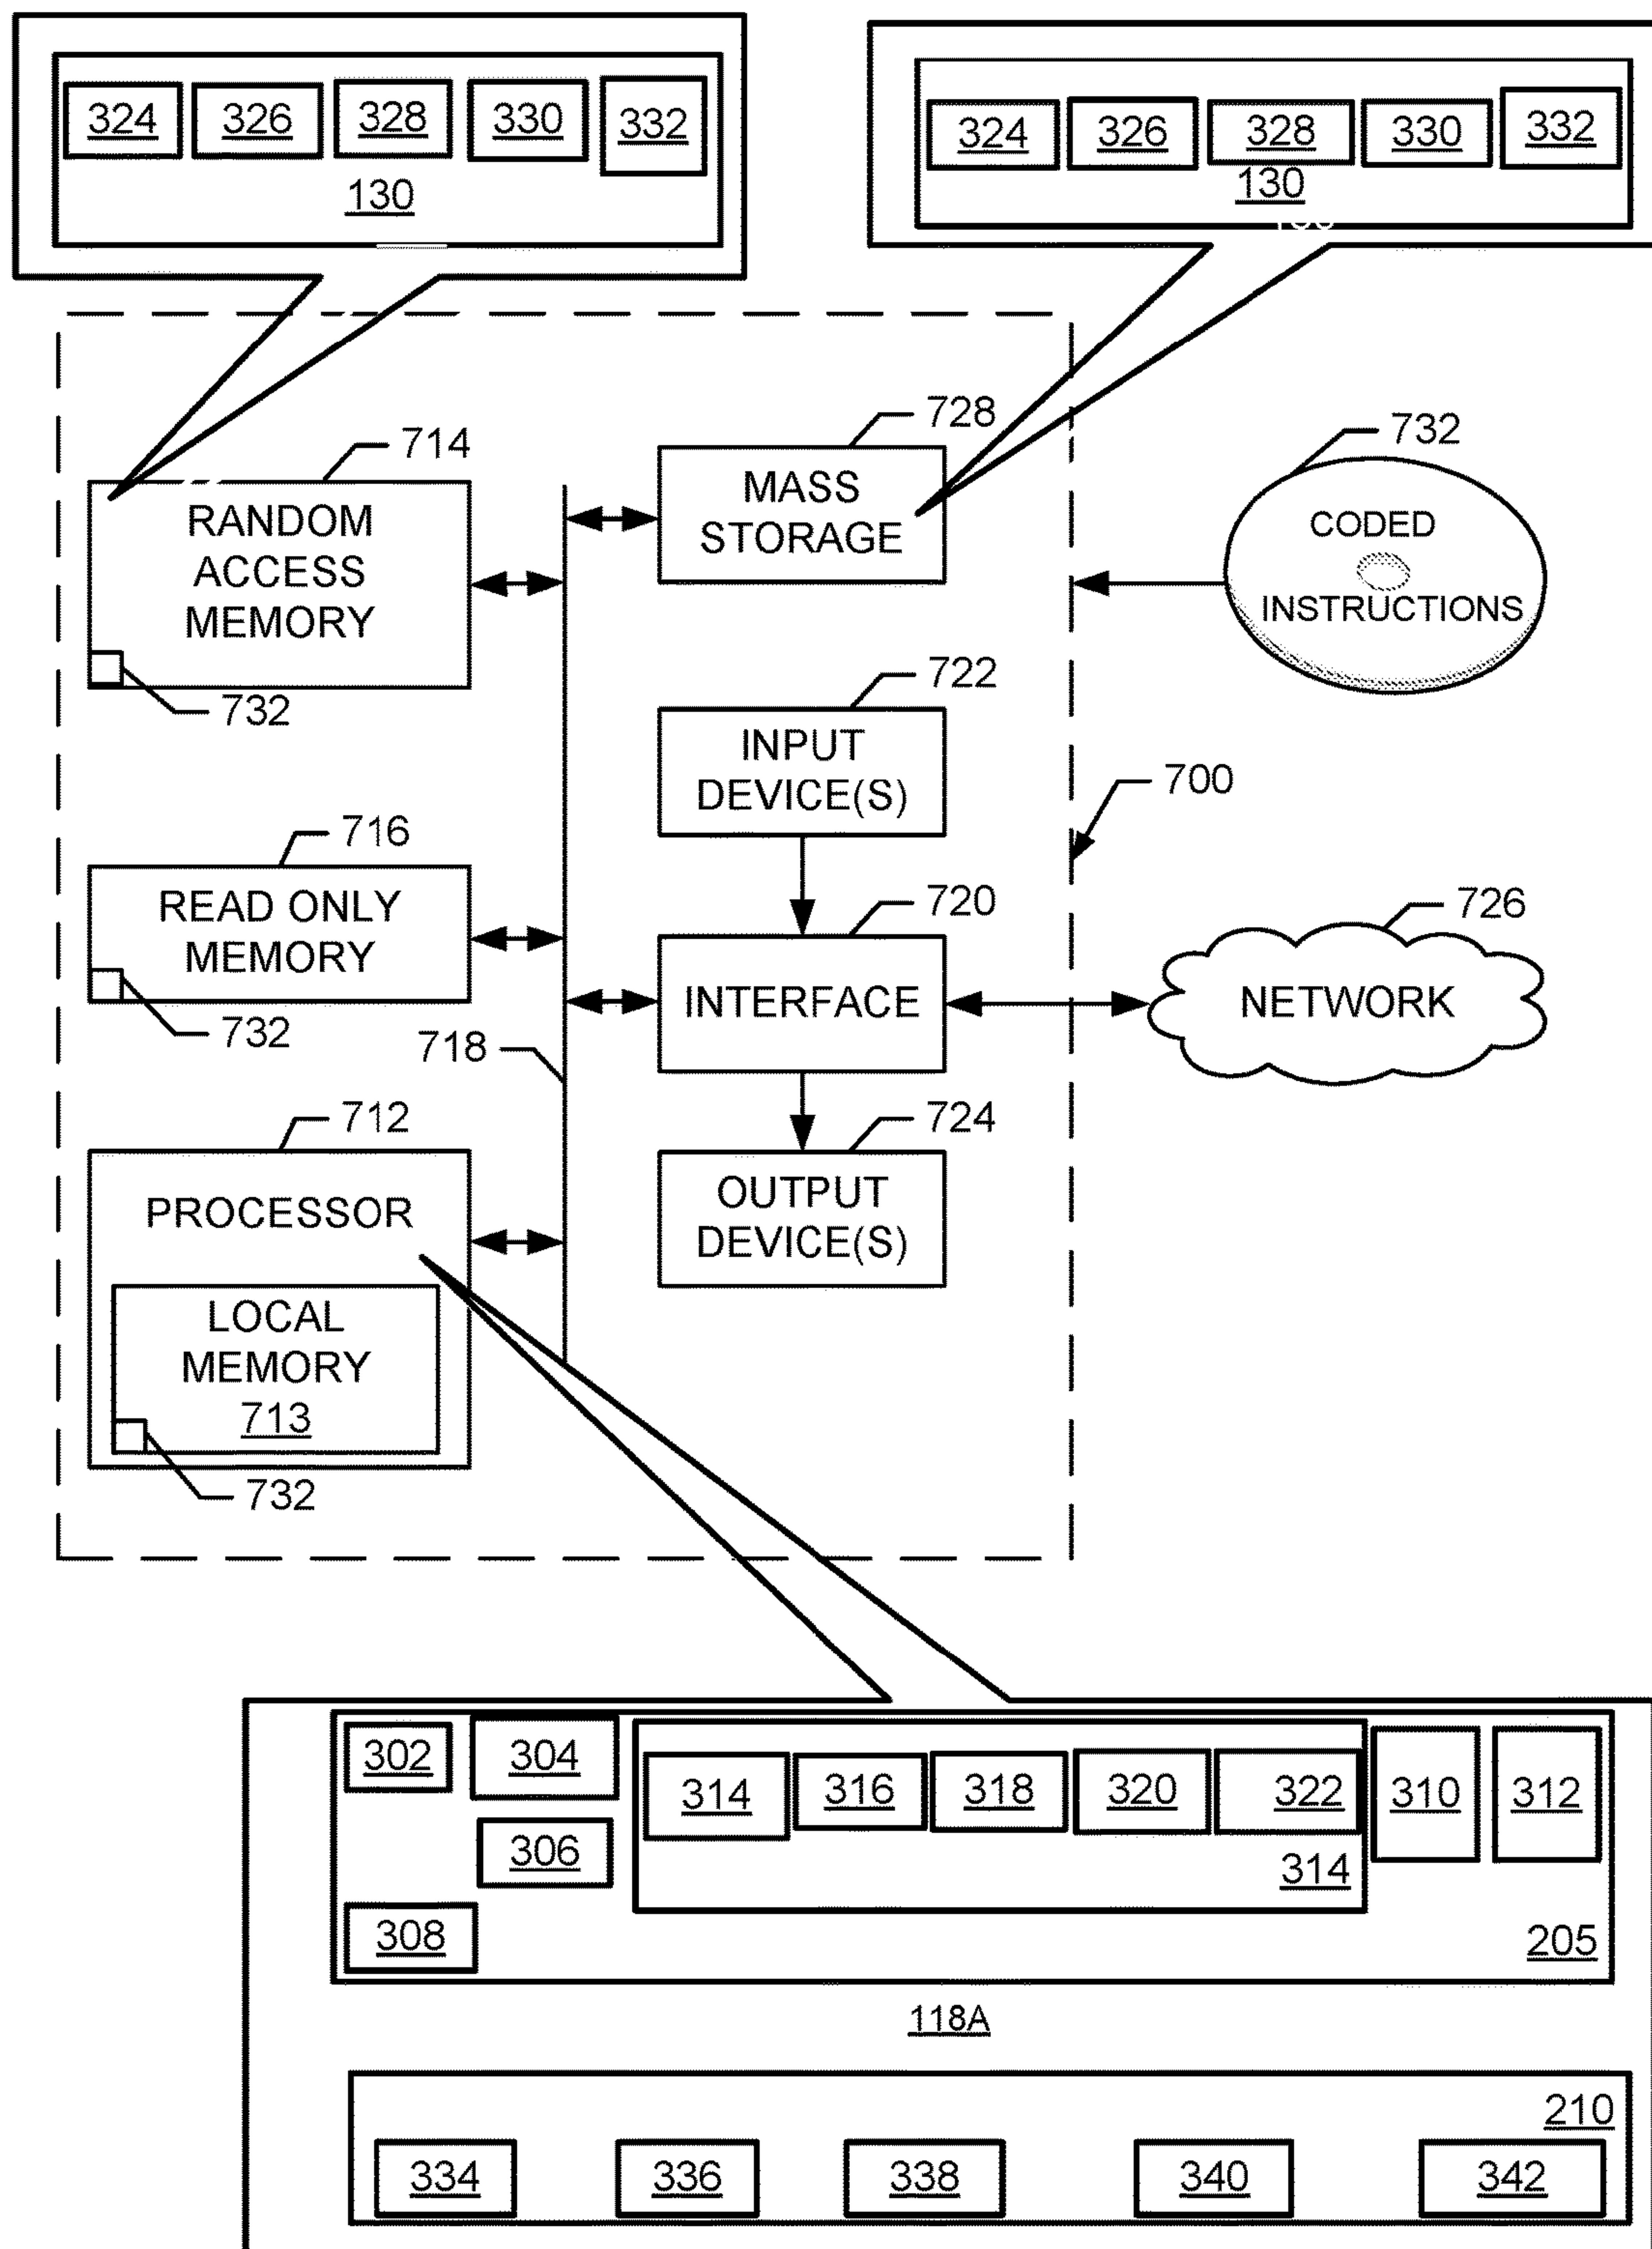 324 326 328 330 332
130
324 326 328 330 332
130
714
RANDOM
ACCESS
MEMORY
732
728
MASS
STORAGE
732
CODED
INSTRUCTIONS
722
INPUT
DEVICE(S)
700
716
READ ONLY
MEMORY
732
720
INTERFACE
726
NETWORK
718
712
PROCESSOR
LOCAL
MEMORY
713
732
724
OUTPUT
DEVICE(S)
302 304 314 316 318 320 322 310 312
306
314
308
205
118A
210
334 336 338 340 342